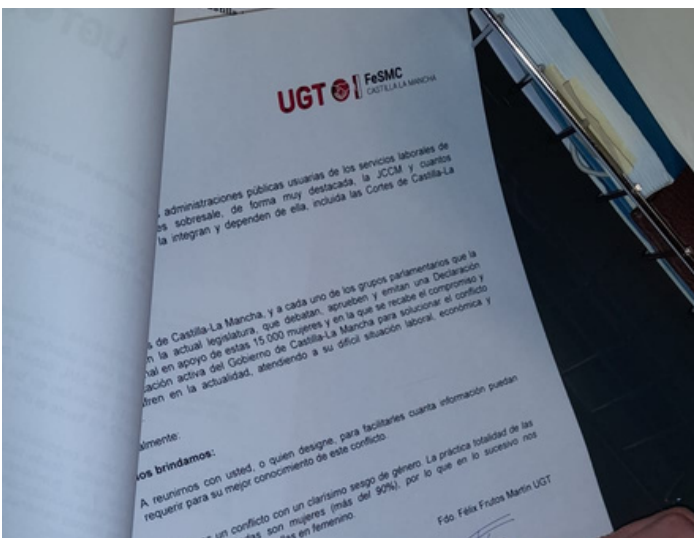 UGT FeSMC
CASTILLA LA MANCHA
administraciones públicas usuarias de los servicios laborales de
es sobresale, de forma muy destacada, la JCCM y cuantos
la integran y dependen de ella, incluida las Cortes de Castilla-La
s de Castilla-La Mancha, y a cada uno de los grupos parlamentarios que la
n la actual legislatura, que debatan, aprueben y emitan una Declaración
nal en apoyo de estas 15.000 mujeres y en la que se recabe el compromiso y
cación activa del Gobierno de Castilla-La Mancha para solucionar el conflicto
fren en la actualidad, atendiendo a su difícil situación laboral, económica y
almente:
os brindamos:
A reunirnos con usted, o quien designe, para facilitarles cuanta información puedan
requerir para su mejor conocimiento de este conflicto.
un conflicto con un clarísimo sesgo de género. La práctica totalidad de las
das son mujeres (más del 90%), por lo que en lo sucesivo nos
ellas en femenino.
Fdo. Félix Frutos Martín UGT